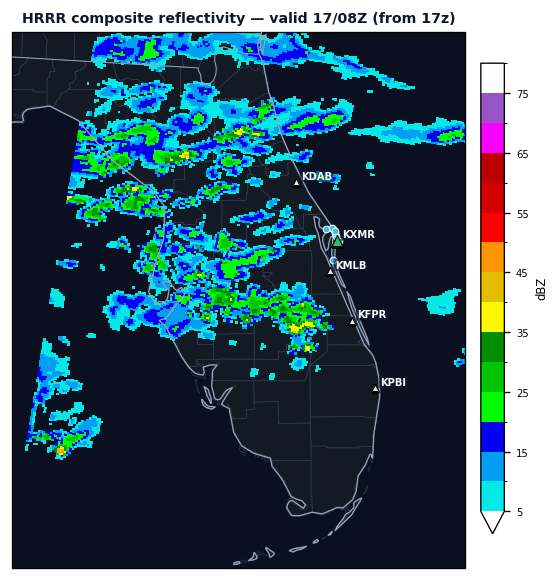 HRRR composite reflectivity — valid 17/08Z (from 17z)
KDAB
KXMR
KMLB
KFPR
KPBI
75
65
55
45
35
25
15
5
dBZ